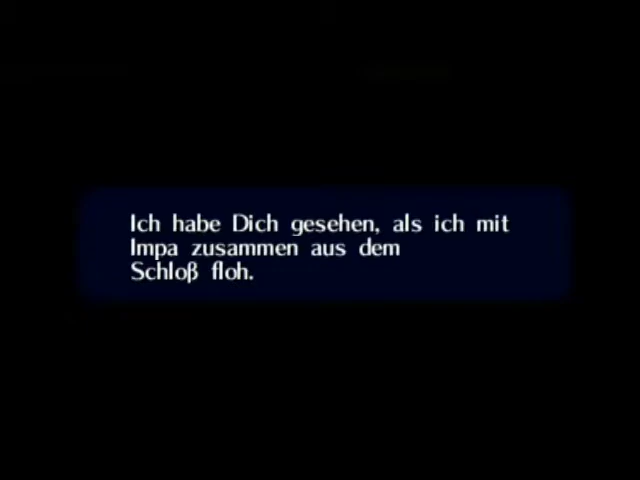 Ich habe Dich gesehen, als ich mit
Impa zusammen aus dem
Schloß floh.